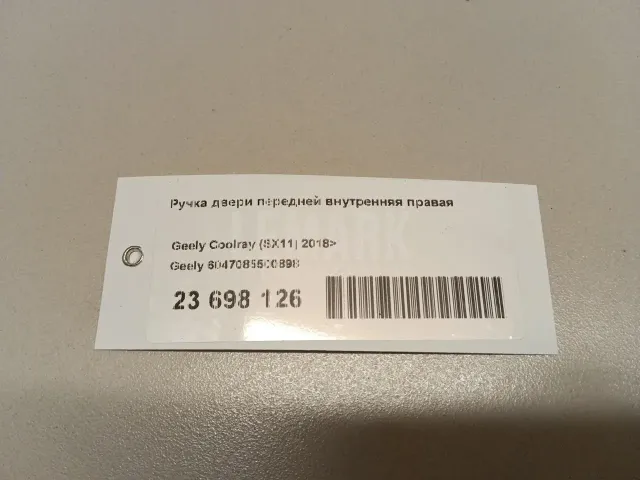 Ручка двери передней внутренняя правая
Geely Coolray (SX11) 2018>
Geely 6047085500898
23 698 126